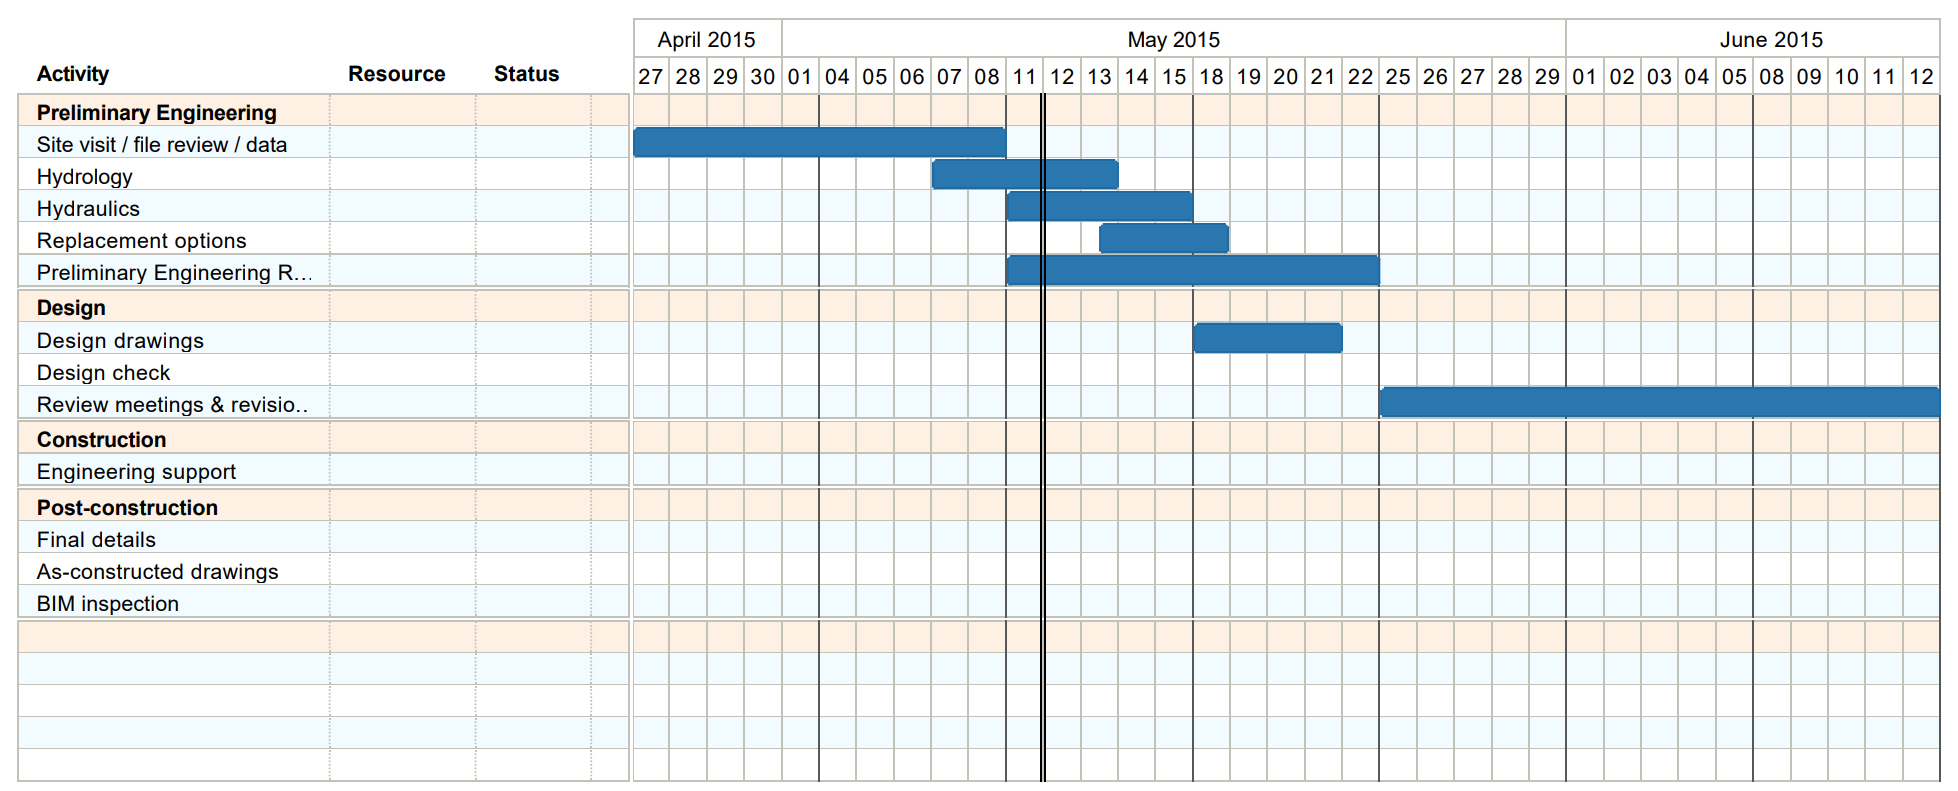 April 2015 May 2015 June 2015
Activity Resource Status 27 28 29 30 01 04 05 06 07 08 11 12 13 14 15 18 19 20 21 22 25 26 27 28 29 01 02 03 04 05 08 09 10 11 12
Preliminary Engineering
Site visit / file review / data
Hydrology
Hydraulics
Replacement options
Preliminary Engineering R...
Design
Design drawings
Design check
Review meetings & revisio..
Construction
Engineering support
Post-construction
Final details
As-constructed drawings
BIM inspection